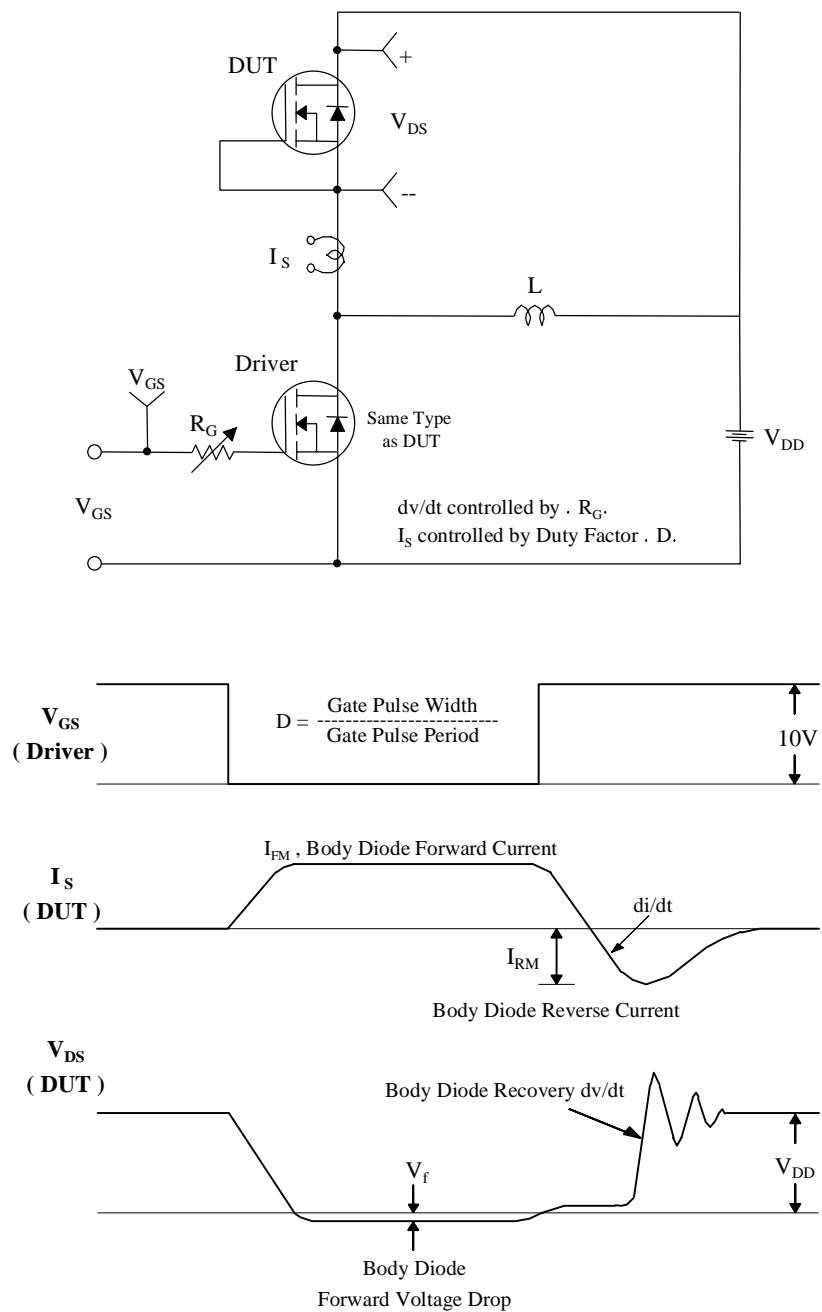 +
DUT
V_DS
--
I_S
L
Driver
V_GS
R_G
Same Type
as DUT
V_DD
V_GS
dv/dt controlled by . R_G.
I_S controlled by Duty Factor . D.
V_GS
( Driver )
D = Gate Pulse Width
--------------------------
Gate Pulse Period
10V
I_FM , Body Diode Forward Current
I_S
( DUT )
di/dt
I_RM
Body Diode Reverse Current
V_DS
( DUT )
Body Diode Recovery dv/dt
V_f
V_DD
Body Diode
Forward Voltage Drop